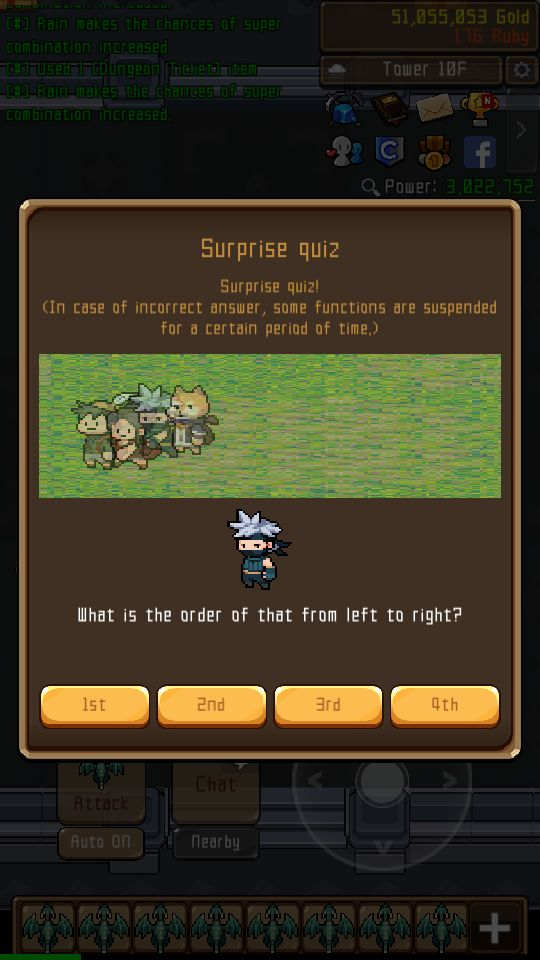 combination increased.
[#] Rain makes the chances of super
combination increased.
[#] Used 1 [Dungeon Ticket] item
[#] Rain makes the chances of super
combination increased.
51,055,053 Gold
176 Ruby
Tower 10F
N
C
f
Power: 3,022,752
Surprise quiz
Surprise quiz!
(In case of incorrect answer, some functions are suspended
for a certain period of time.)
What is the order of that from left to right?
1st
2nd
3rd
4th
Attack
Chat
Auto ON
Nearby